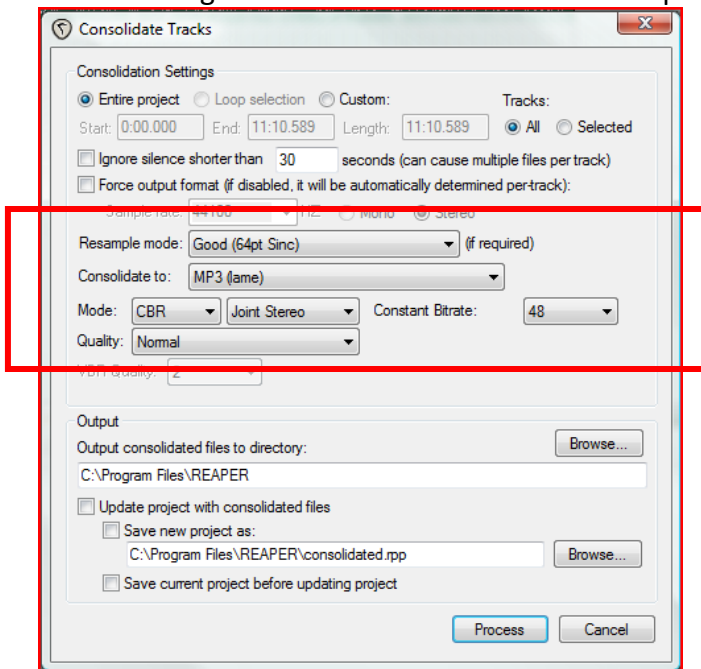 Consolidate Tracks
Consolidation Settings
Entire project Loop selection Custom: Tracks:
Start: 0:00.000 End: 11:10.589 Length: 11:10.589 All Selected
Ignore silence shorter than 30 seconds (can cause multiple files per track)
Force output format (if disabled, it will be automatically determined per-track):
Sample rate: 44100 HZ: Mono Stereo
Resample mode: Good (64pt Sinc) (if required)
Consolidate to: MP3 (lame)
Mode: CBR Joint Stereo Constant Bitrate: 48
Quality: Normal
VBR Quality: 2
Output
Output consolidated files to directory: Browse...
C:\Program Files\REAPER
Update project with consolidated files
Save new project as:
C:\Program Files\REAPER\consolidated.rpp Browse...
Save current project before updating project
Process Cancel